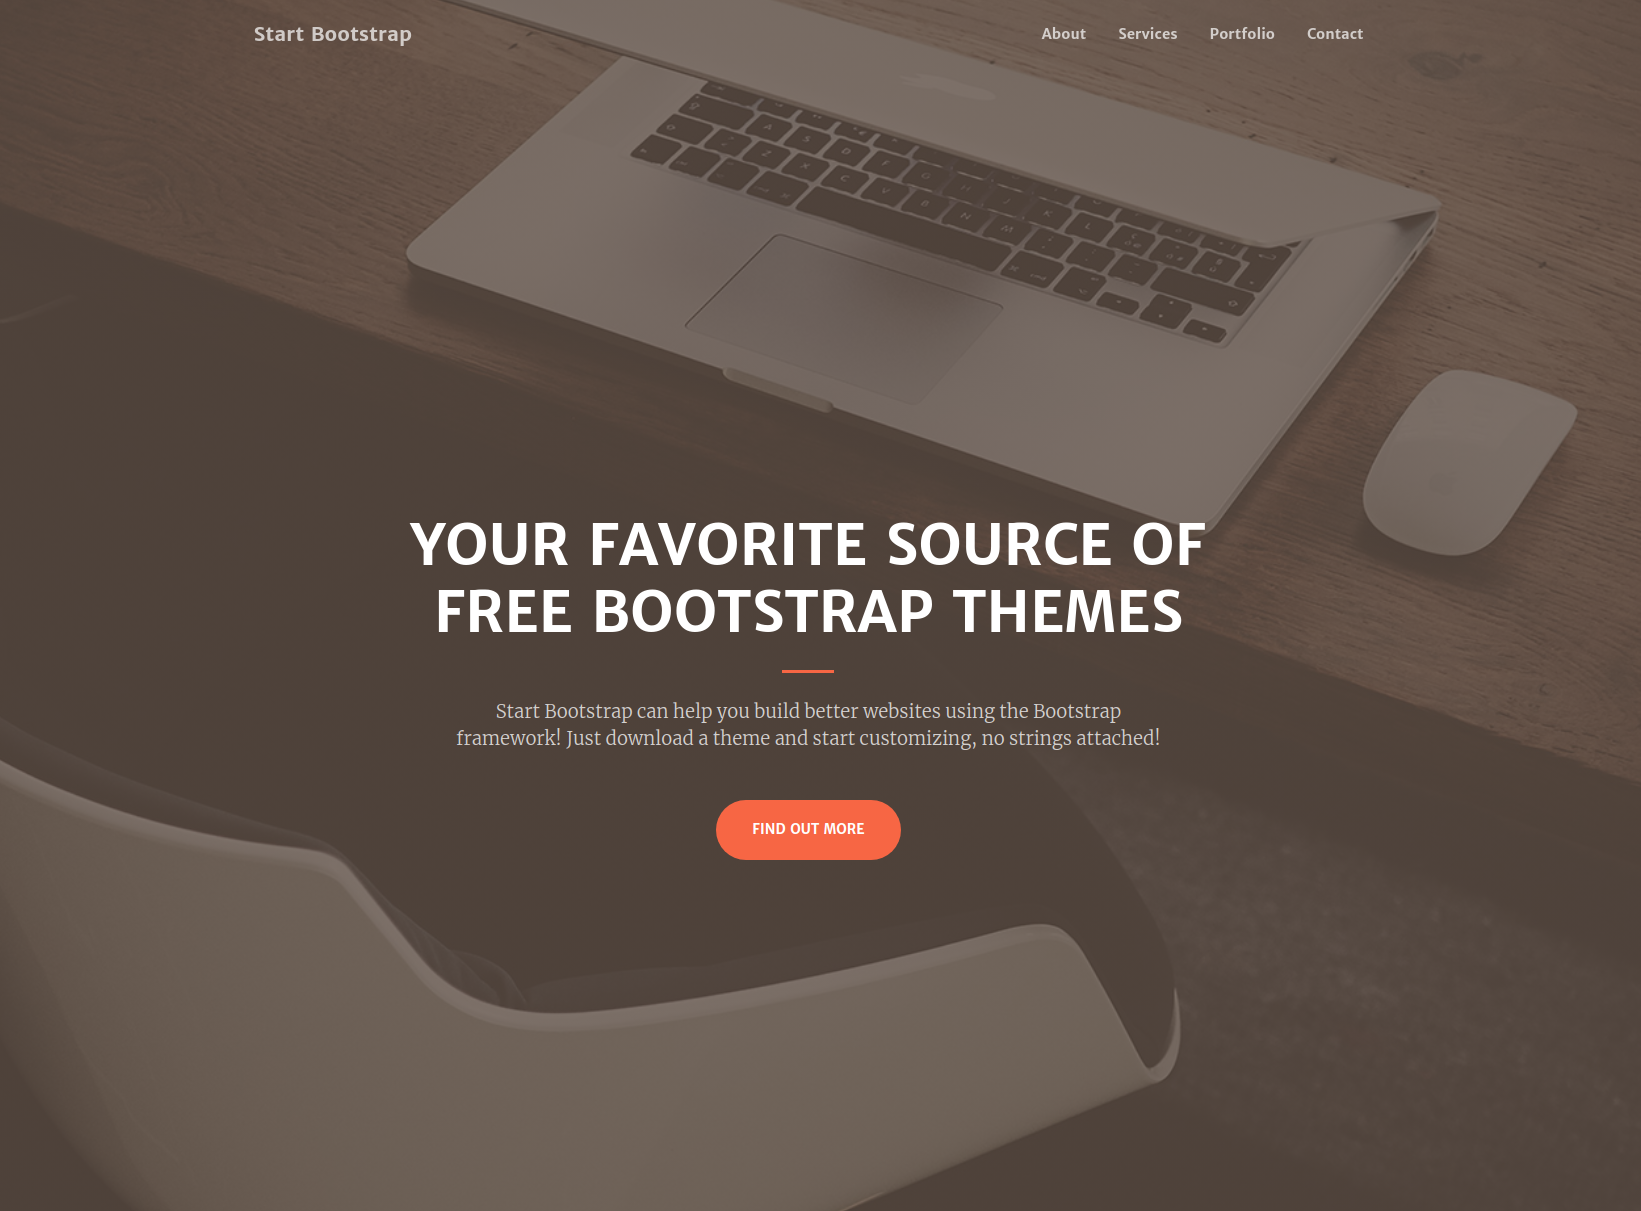 Start Bootstrap
About Services Portfolio Contact
YOUR FAVORITE SOURCE OF
FREE BOOTSTRAP THEMES
Start Bootstrap can help you build better websites using the Bootstrap
framework! Just download a theme and start customizing, no strings attached!
FIND OUT MORE